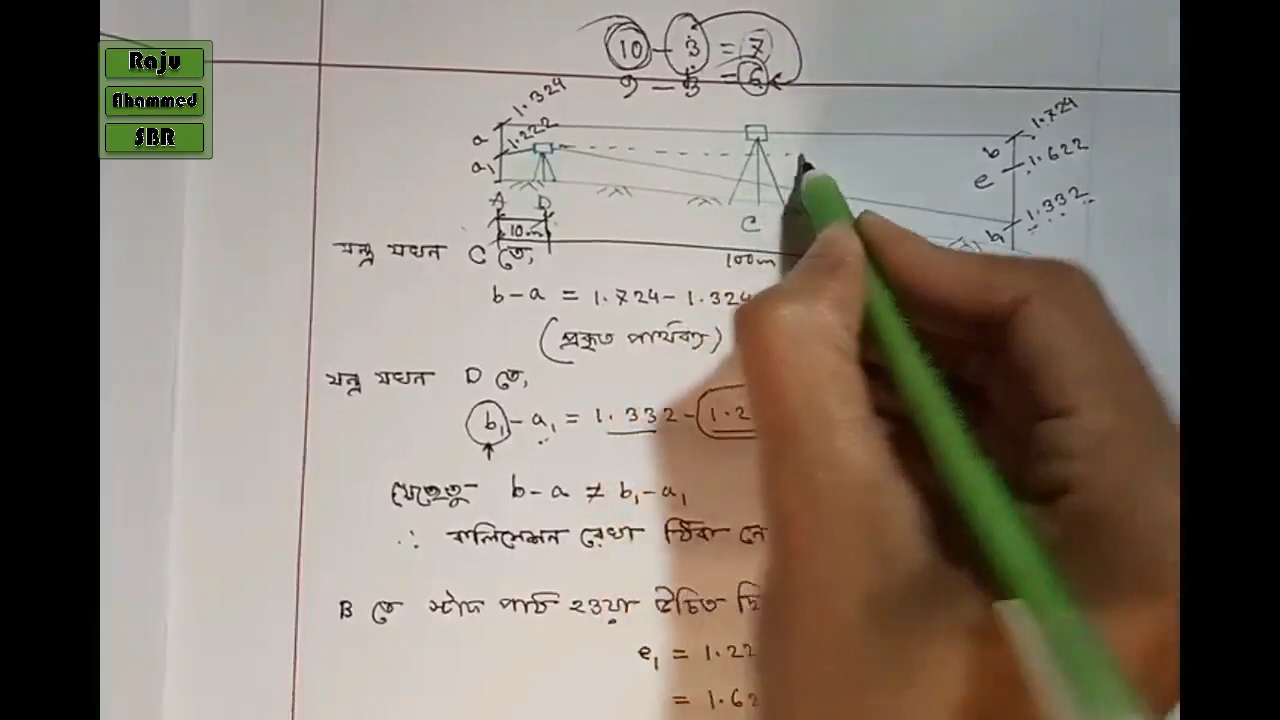 Raju
Ahammed
SBR
10 - 3 = 7
9 - 3 = 6
a 1.324
a₁ 1.222
b 1.724
e 1.622
b₁ 1.332
A D C
10m
100m
যন্ত্র যখন C তে,
b - a = 1.724 - 1.324
(প্রকৃত পার্থক্য)
যন্ত্র যখন D তে,
b₁ - a₁ = 1.332 - 1.2
যেহেতু b - a ≠ b₁ - a₁
∴ কলিমেশন রেখা ঠিক নে
B তে স্টাফ পাঠ হওয়া উচিত ছি
e₁ = 1.22
= 1.62